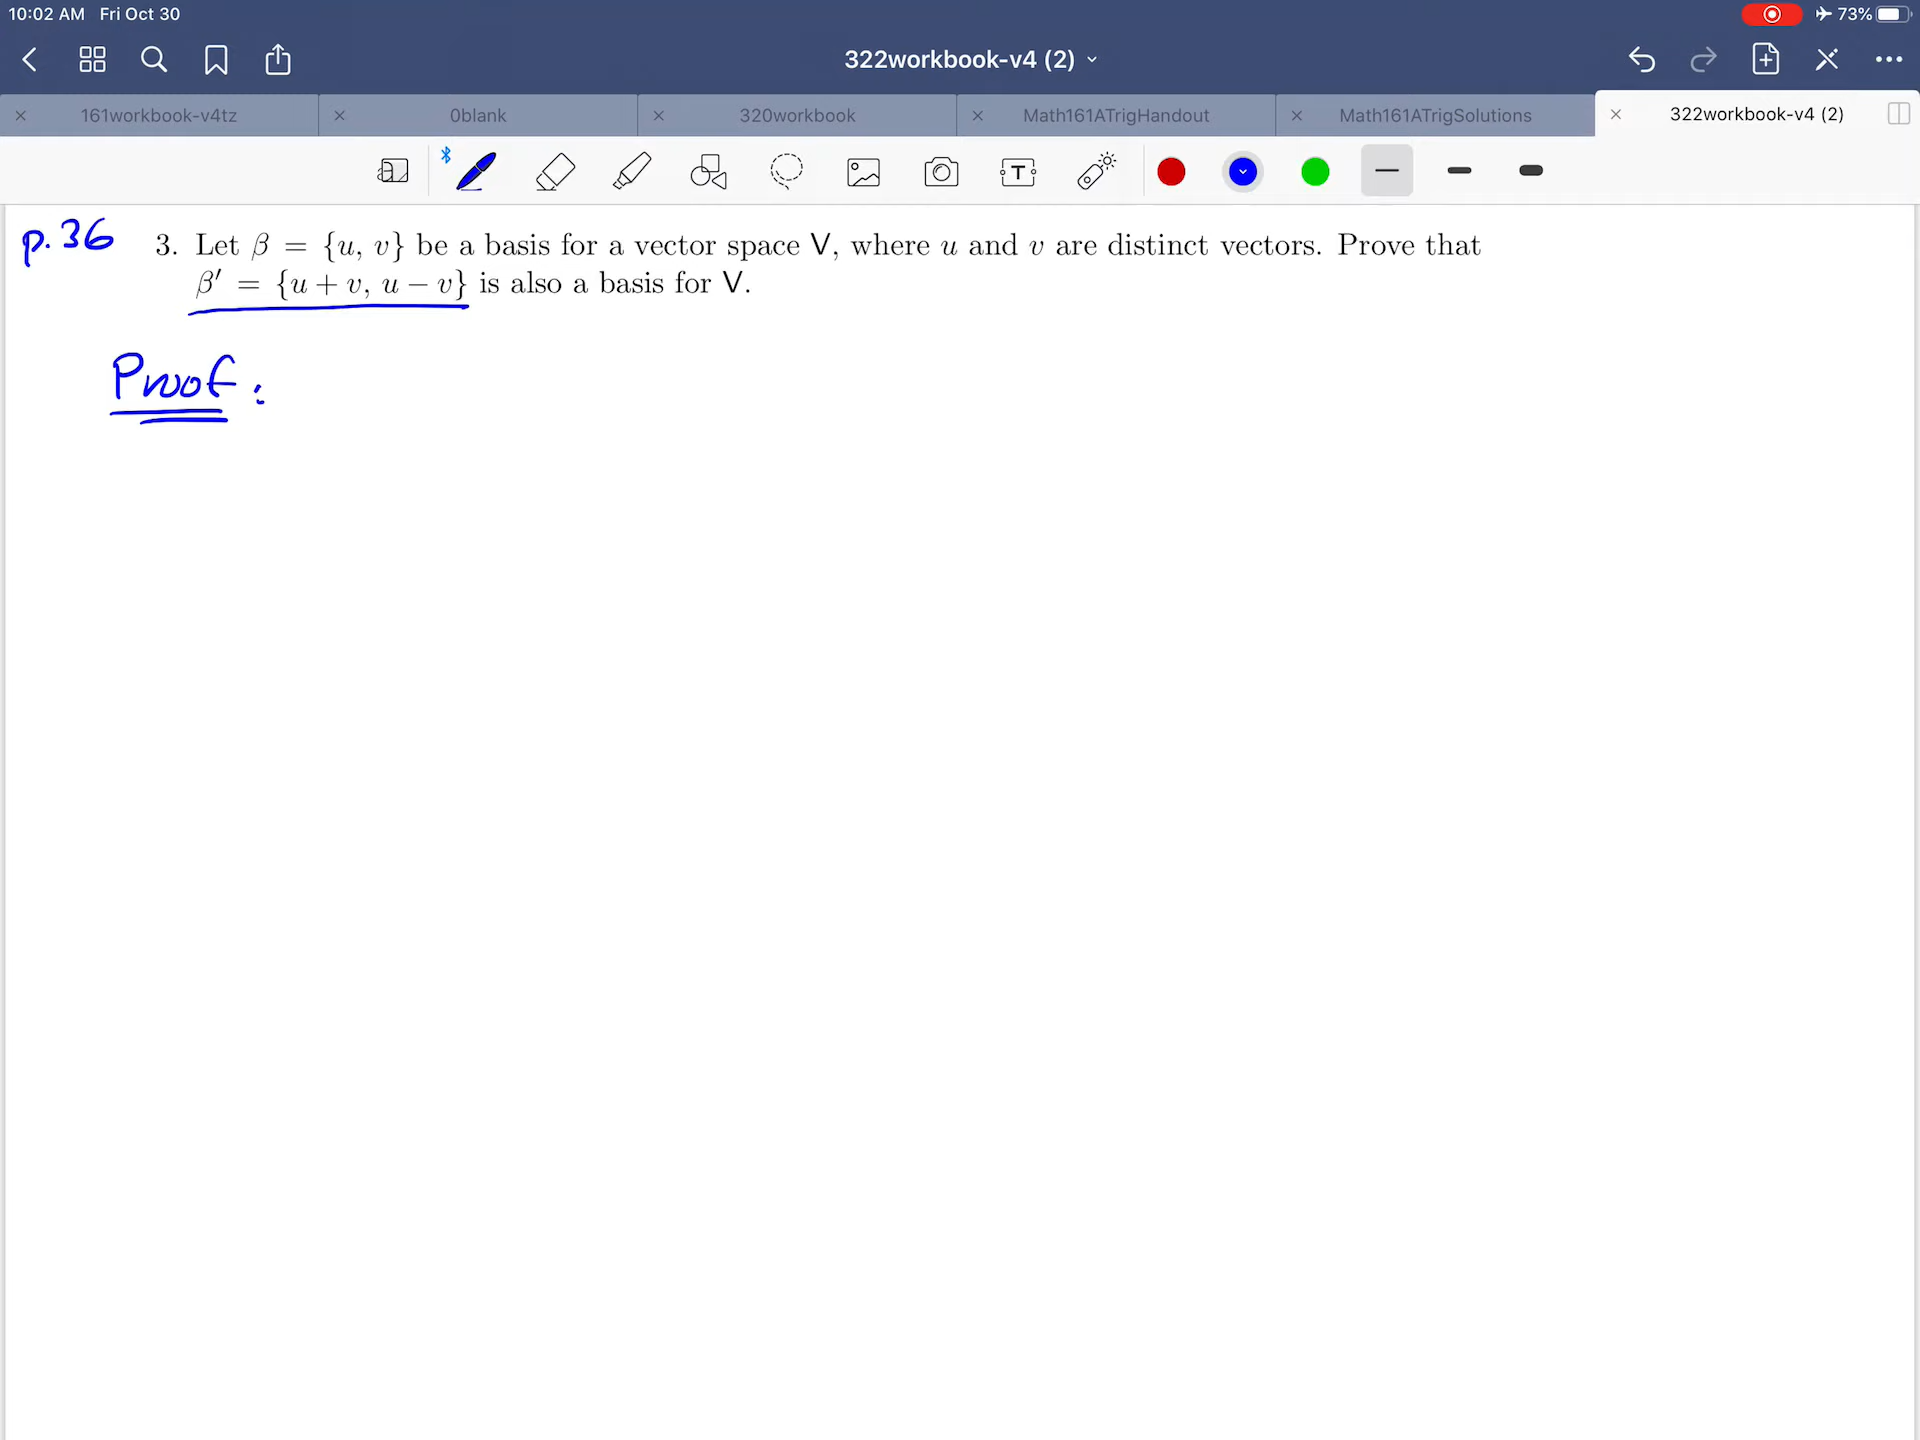 10:02 AM Fri Oct 30
73%
322workbook-v4 (2)
161workbook-v4tz
0blank
320workbook
Math161ATrigHandout
Math161ATrigSolutions
322workbook-v4 (2)
a
T
p. 36
3. Let β = {u, v} be a basis for a vector space V, where u and v are distinct vectors. Prove that
β′ = {u + v, u − v} is also a basis for V.
Proof: